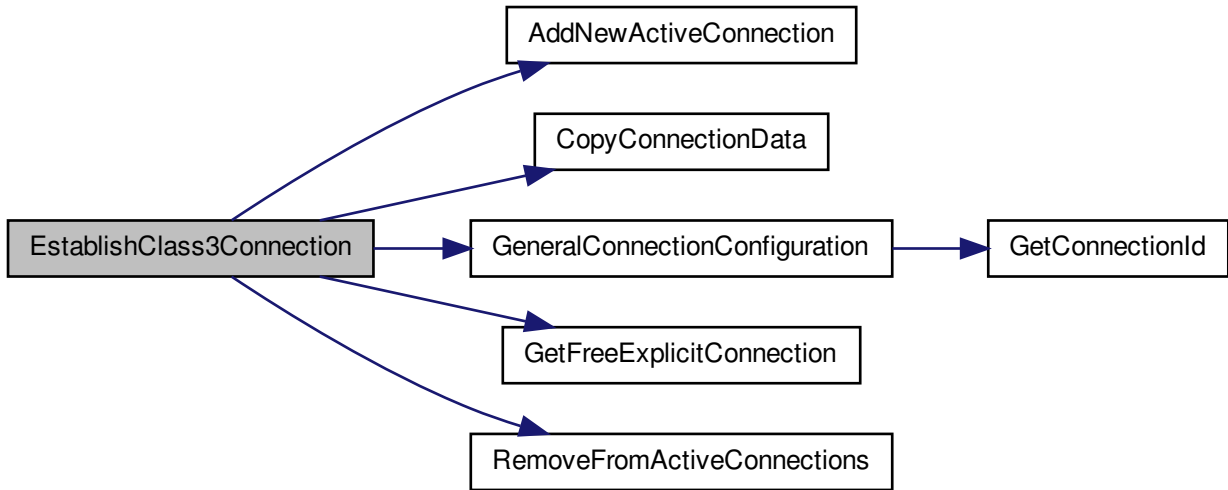 AddNewActiveConnection
CopyConnectionData
EstablishClass3Connection
GeneralConnectionConfiguration
GetConnectionId
GetFreeExplicitConnection
RemoveFromActiveConnections